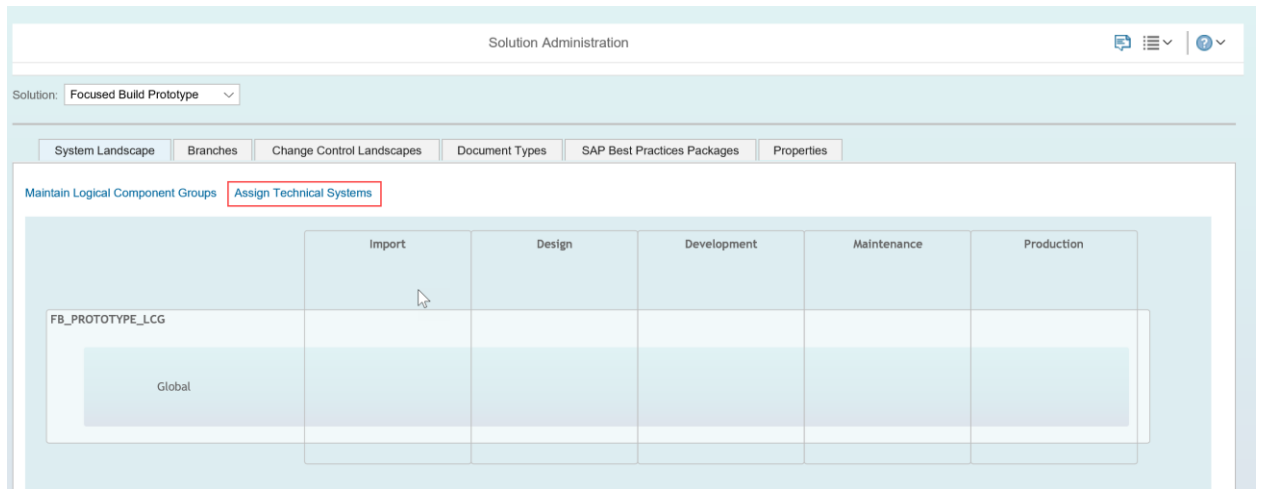 Solution Administration
Solution: Focused Build Prototype
System Landscape Branches Change Control Landscapes Document Types SAP Best Practices Packages Properties
Maintain Logical Component Groups Assign Technical Systems
Import Design Development Maintenance Production
FB_PROTOTYPE_LCG
Global